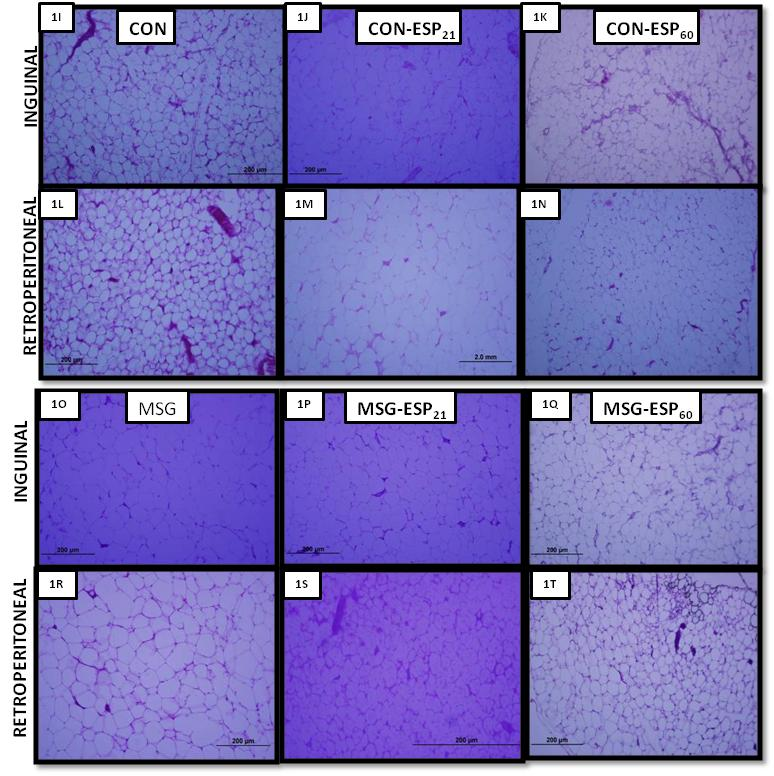 1I CON 1J CON-ESP21 1K CON-ESP60
INGUINAL
200 µm 200 µm
1L 1M 1N
RETROPERITONEAL
200 µm 2.0 mm
1O MSG 1P MSG-ESP21 1Q MSG-ESP60
INGUINAL
200 µm 200 µm 200 µm
1R 1S 1T
RETROPERITONEAL
200 µm 200 µm 200 µm